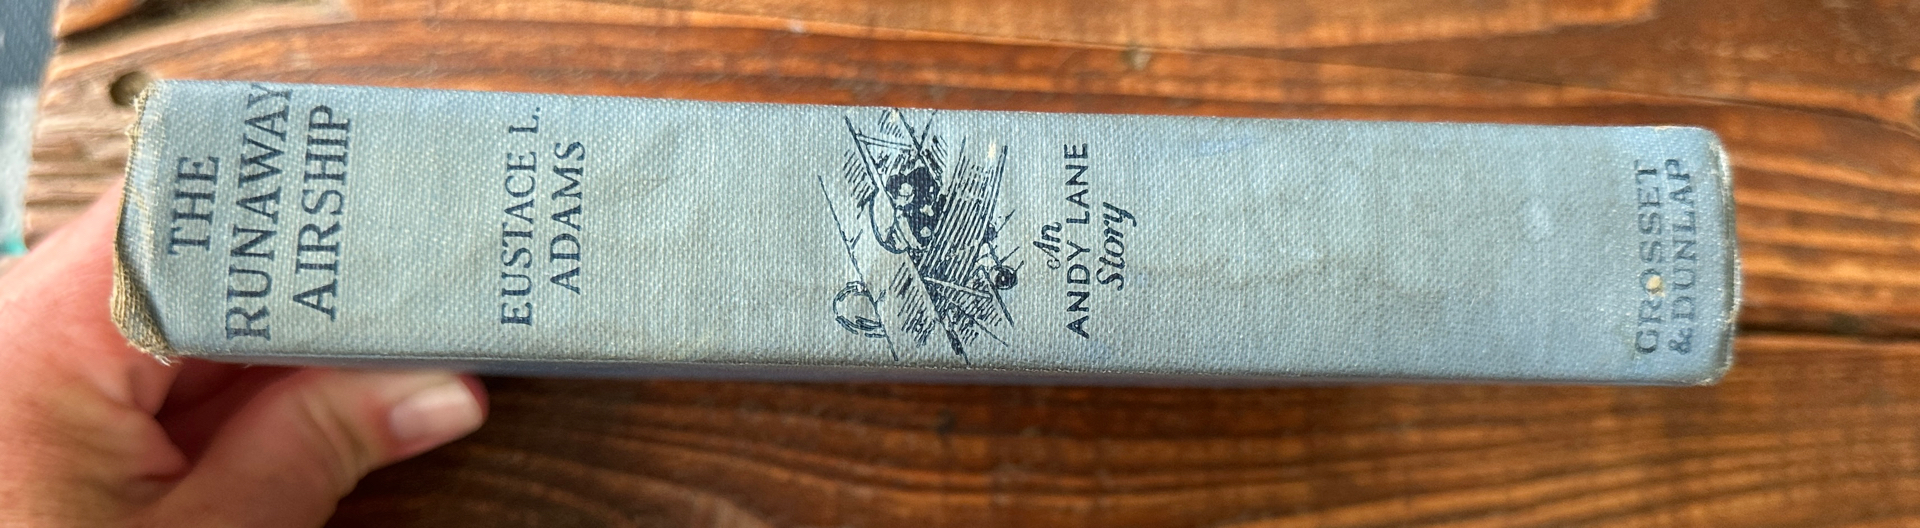 THE
RUNAWAY
AIRSHIP
EUSTACE L.
ADAMS
An
ANDY LANE
Story
GROSSET
& DUNLAP